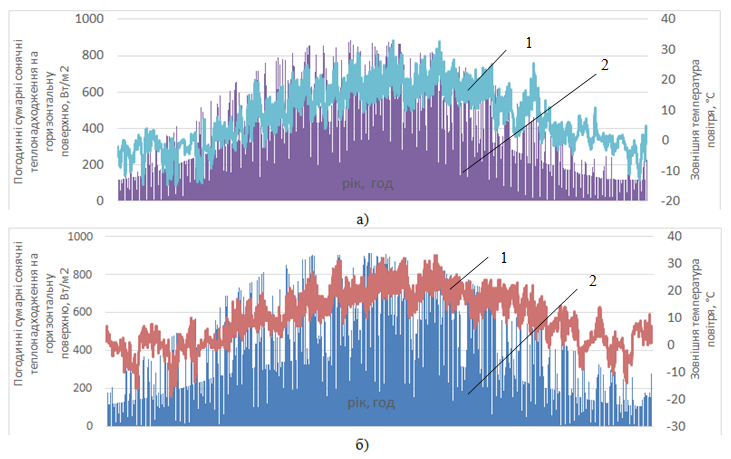 Погодинні сумарні сонячні
теплонадходження на
горизонтальну
поверхню, Вт/м2
1000
800
600
400
200
0
40
30
20
10
0
-10
-20
Зовнішня температура
повітря, °С
1
2
рік, год
а)
Погодинні сумарні сонячні
теплонадходження на
горизонтальну
поверхню, Вт/м2
1000
800
600
400
200
0
40
30
20
10
0
-10
-20
-30
Зовнішня температура
повітря, °С
1
2
рік, год
б)